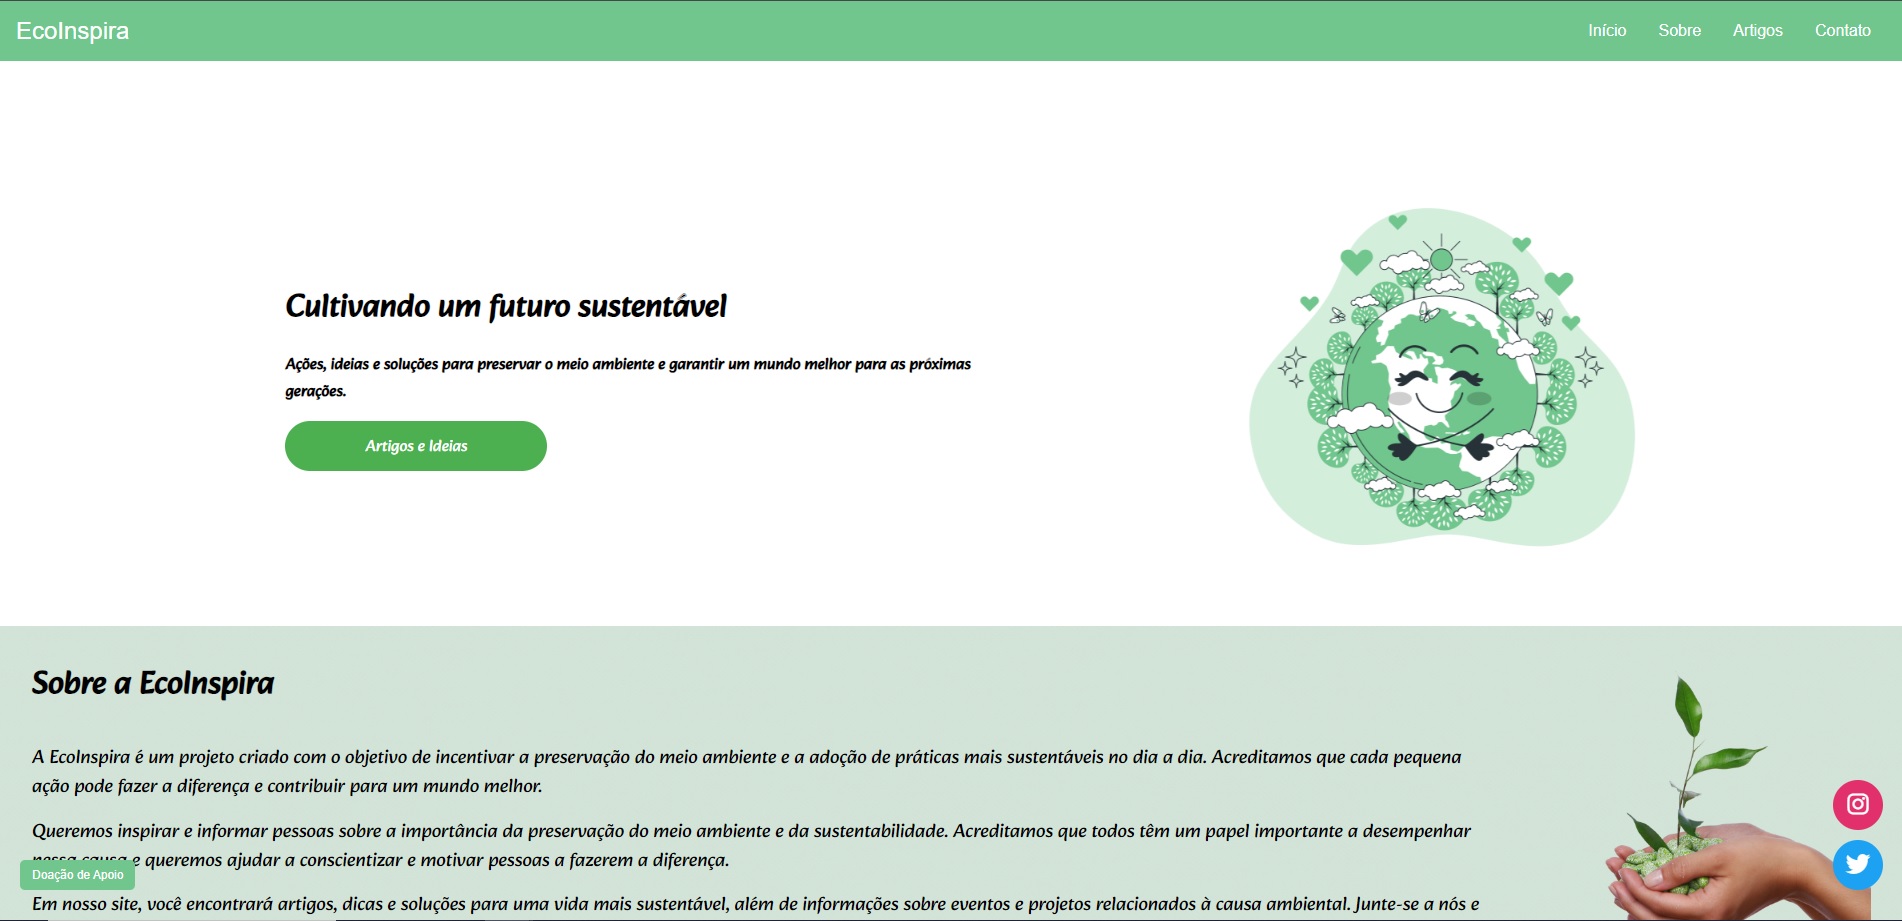 EcoInspira
Início Sobre Artigos Contato
Cultivando um futuro sustentável
Ações, ideias e soluções para preservar o meio ambiente e garantir um mundo melhor para as próximas
gerações.
Artigos e Ideias
Sobre a EcoInspira
A EcoInspira é um projeto criado com o objetivo de incentivar a preservação do meio ambiente e a adoção de práticas mais sustentáveis no dia a dia. Acreditamos que cada pequena
ação pode fazer a diferença e contribuir para um mundo melhor.
Queremos inspirar e informar pessoas sobre a importância da preservação do meio ambiente e da sustentabilidade. Acreditamos que todos têm um papel importante a desempenhar
nessa causa e queremos ajudar a conscientizar e motivar pessoas a fazerem a diferença.
Doação de Apoio
Em nosso site, você encontrará artigos, dicas e soluções para uma vida mais sustentável, além de informações sobre eventos e projetos relacionados à causa ambiental. Junte-se a nós e